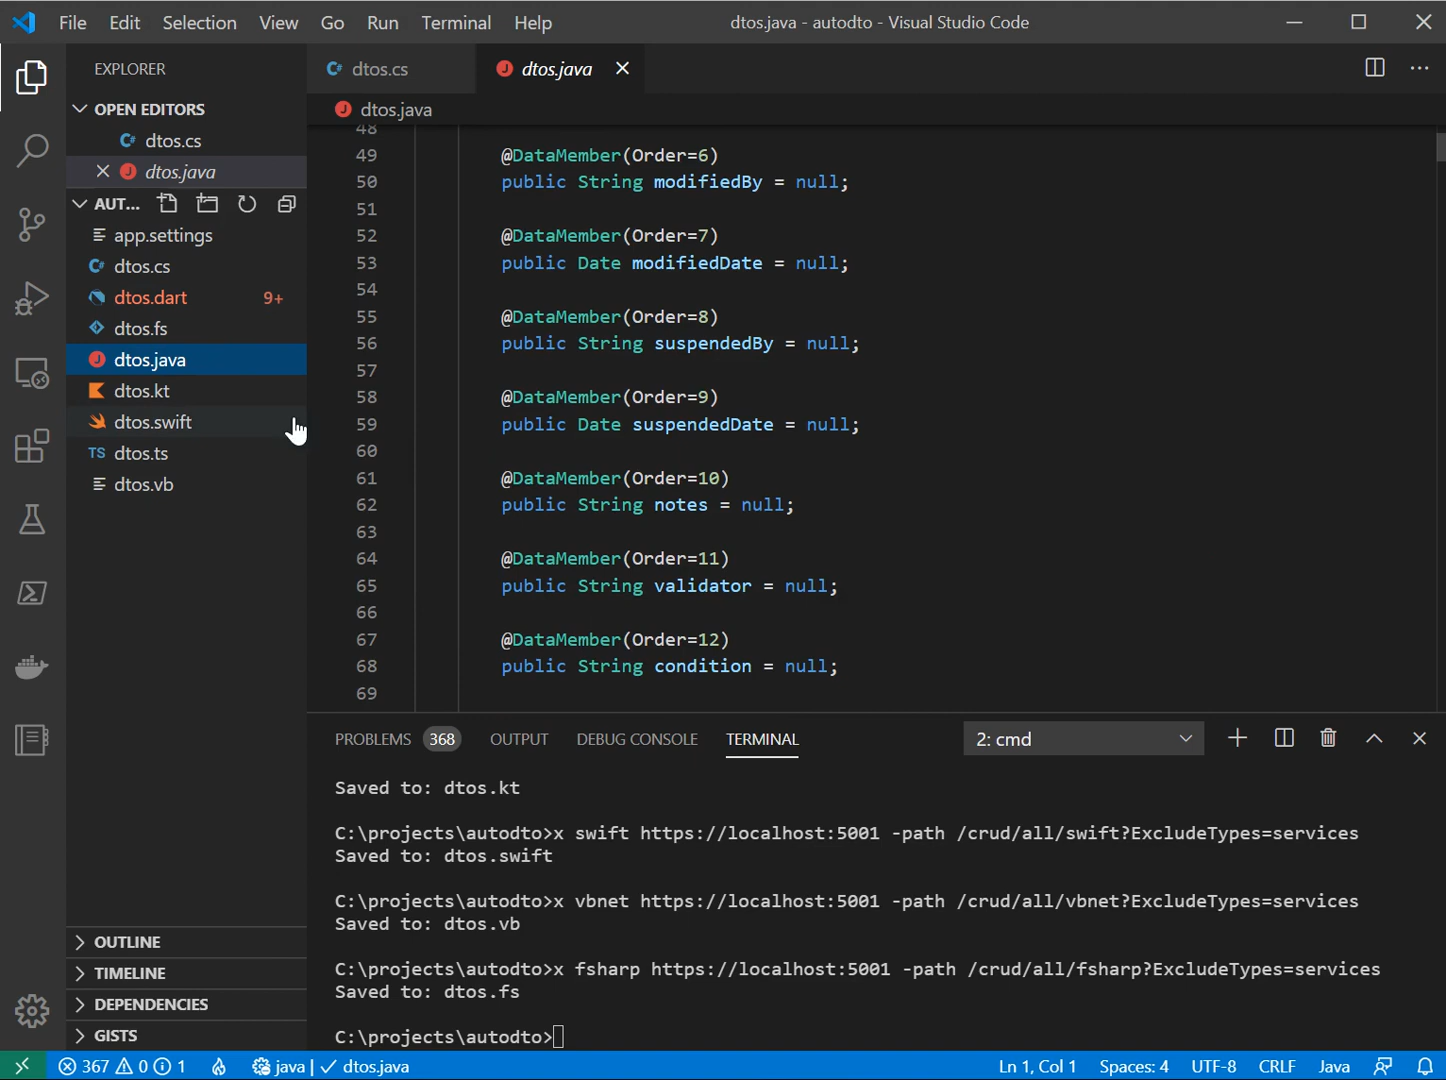 File Edit Selection View Go Run Terminal Help dtos.java - autodto - Visual Studio Code
EXPLORER
OPEN EDITORS
dtos.cs
dtos.java
AUT...
app.settings
dtos.cs
dtos.dart 9+
dtos.fs
dtos.java
dtos.kt
dtos.swift
TS dtos.ts
dtos.vb
OUTLINE
TIMELINE
DEPENDENCIES
GISTS
dtos.cs dtos.java
dtos.java
48
49 @DataMember(Order=6)
50 public String modifiedBy = null;
51
52 @DataMember(Order=7)
53 public Date modifiedDate = null;
54
55 @DataMember(Order=8)
56 public String suspendedBy = null;
57
58 @DataMember(Order=9)
59 public Date suspendedDate = null;
60
61 @DataMember(Order=10)
62 public String notes = null;
63
64 @DataMember(Order=11)
65 public String validator = null;
66
67 @DataMember(Order=12)
68 public String condition = null;
69
PROBLEMS 368 OUTPUT DEBUG CONSOLE TERMINAL 2: cmd
Saved to: dtos.kt
C:\projects\autodto>x swift https://localhost:5001 -path /crud/all/swift?ExcludeTypes=services
Saved to: dtos.swift
C:\projects\autodto>x vbnet https://localhost:5001 -path /crud/all/vbnet?ExcludeTypes=services
Saved to: dtos.vb
C:\projects\autodto>x fsharp https://localhost:5001 -path /crud/all/fsharp?ExcludeTypes=services
Saved to: dtos.fs
C:\projects\autodto>
367 0 1 java | ✓ dtos.java Ln 1, Col 1 Spaces: 4 UTF-8 CRLF Java